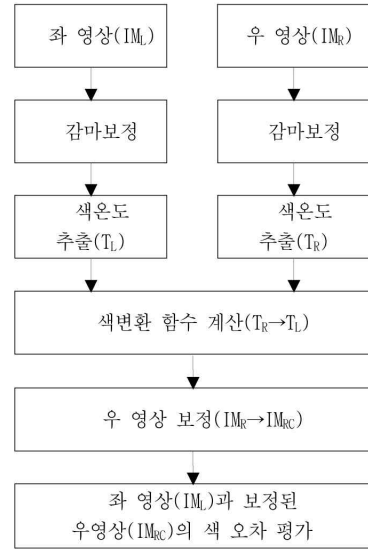 좌 영상(IM_L)
우 영상(IM_R)
감마보정
감마보정
색온도
추출(T_L)
색온도
추출(T_R)
색변환 함수 계산(T_R→T_L)
우 영상 보정(IM_R→IM_RC)
좌 영상(IM_L)과 보정된
우영상(IM_RC)의 색 오차 평가